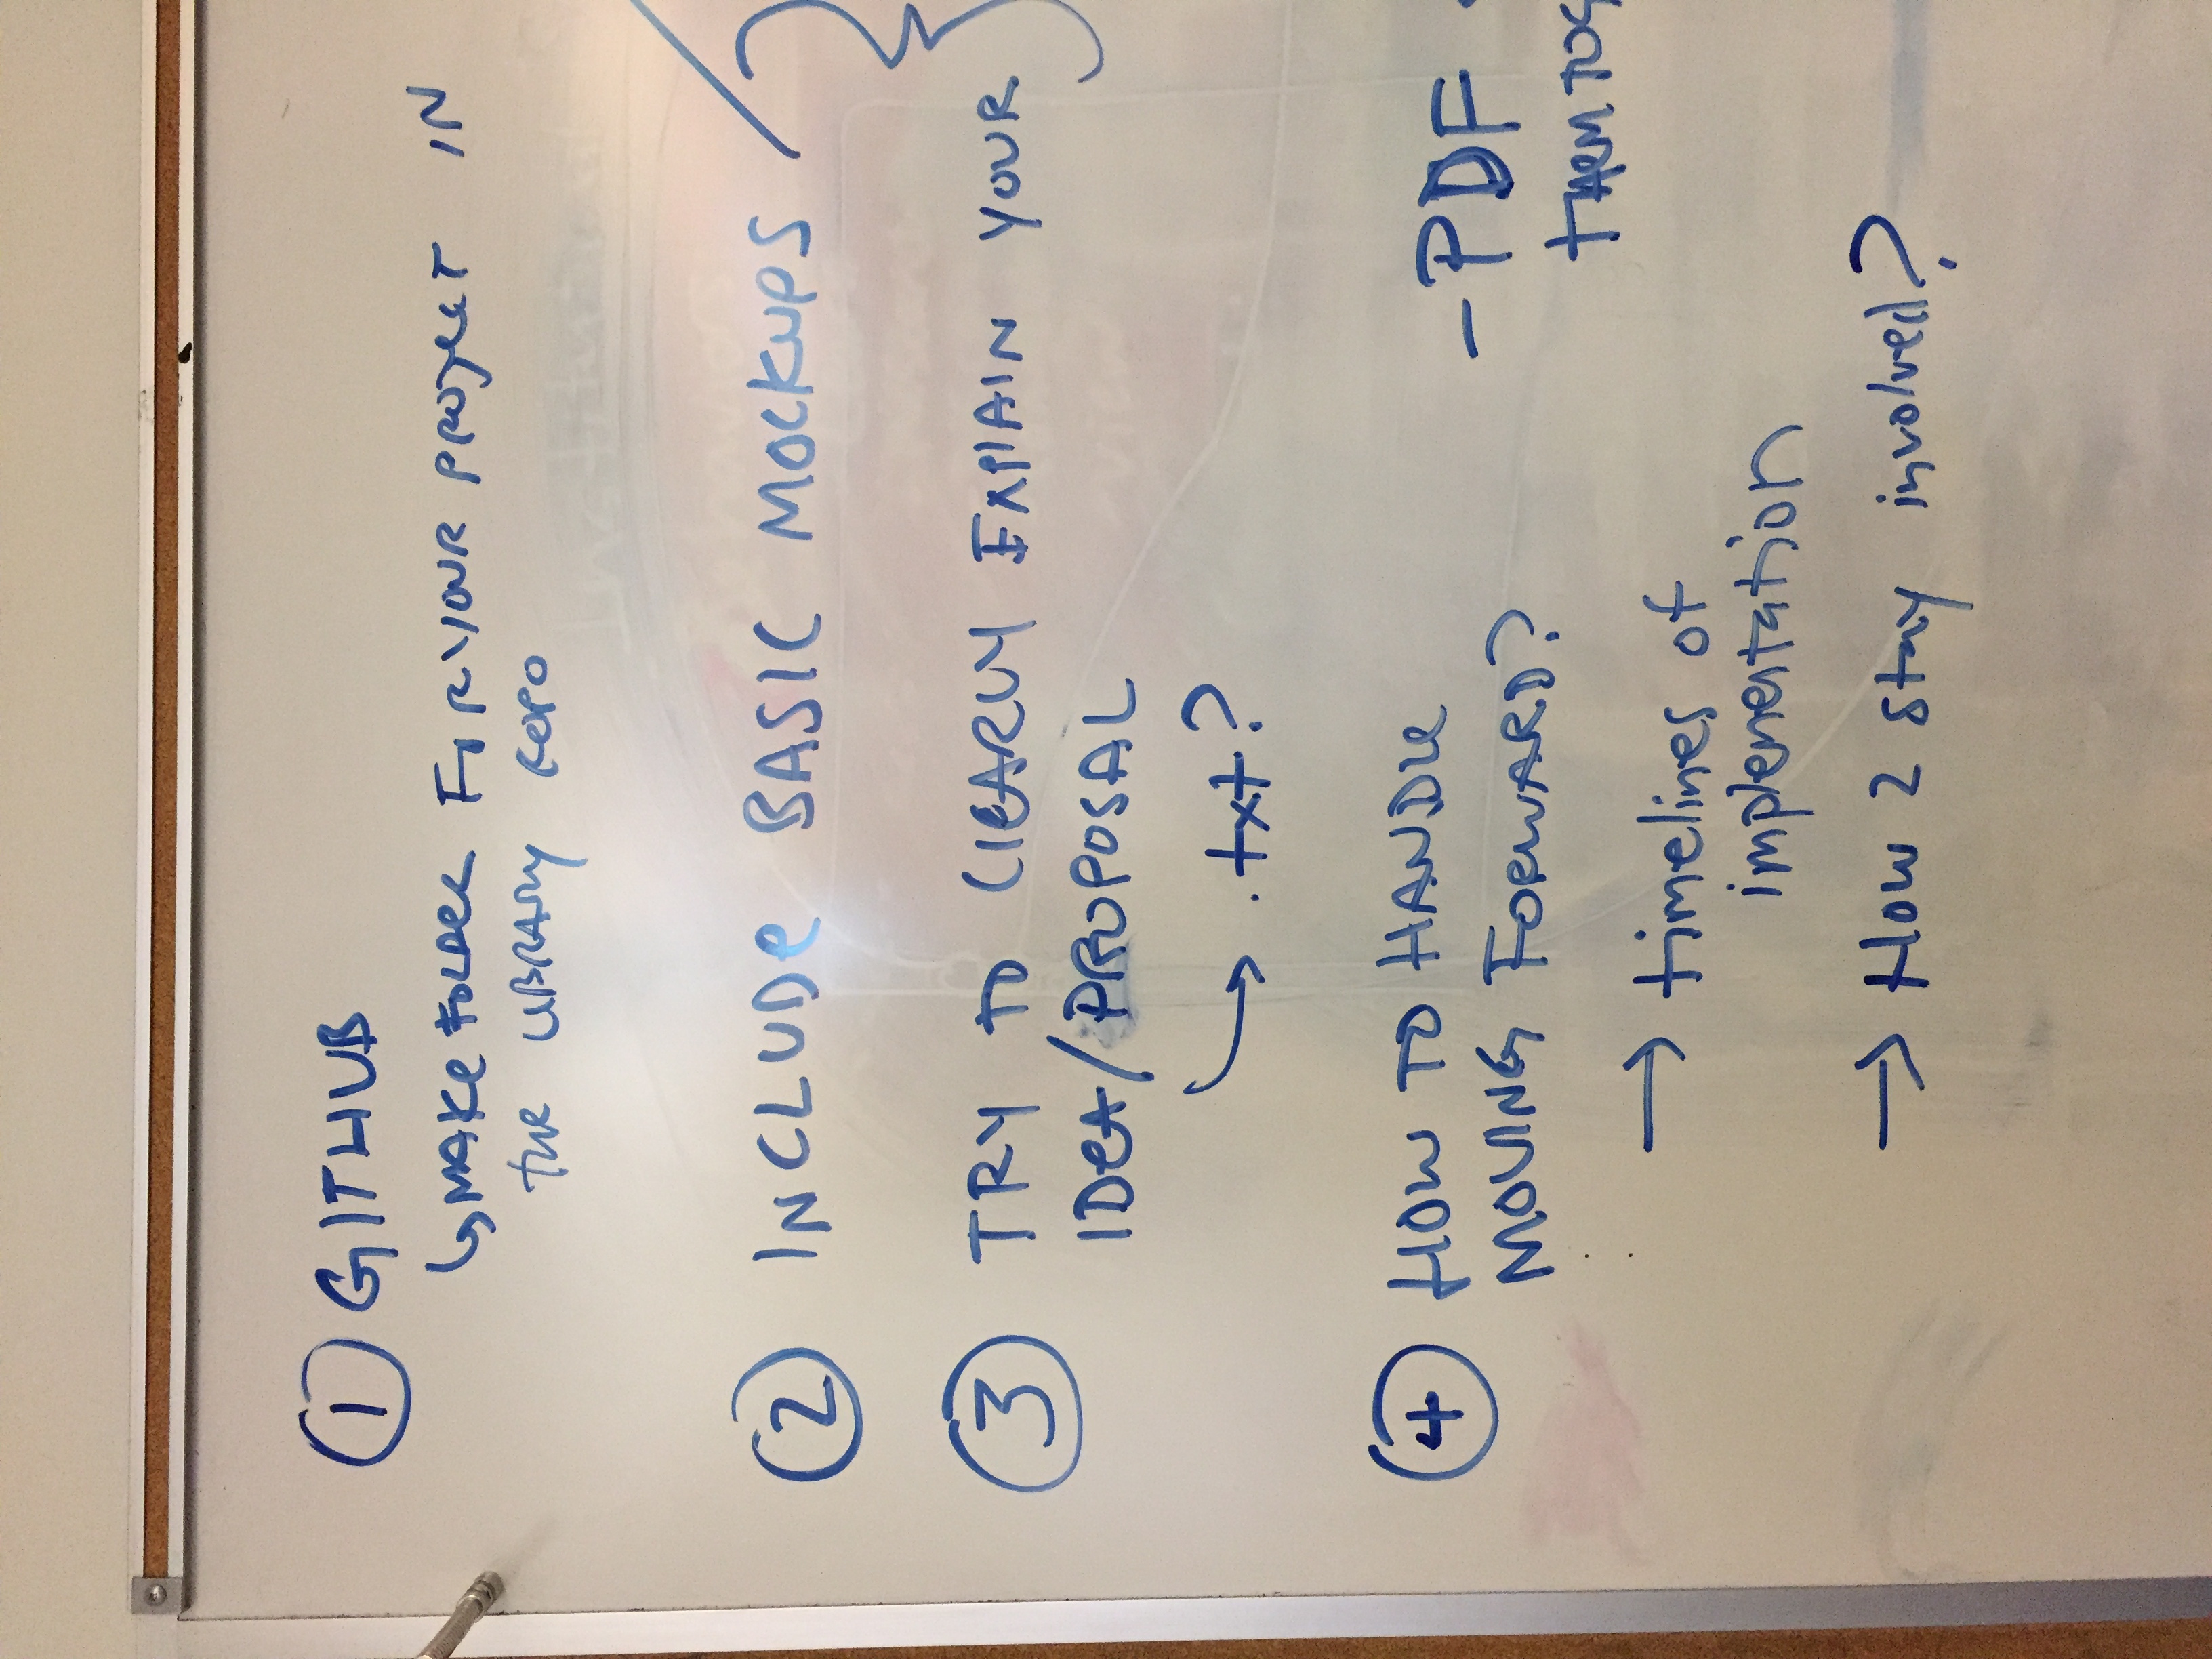 ① GITHUB
↳ MAKE FOLDER FOR YOUR PROJECT IN
THE LIBRARY REPO
② INCLUDE BASIC MOCKUPS
③ TRY TO CLEARLY EXPLAIN YOUR
IDEA/PROPOSAL
→ .txt?
④ HOW TO HANDLE
MOVING FORWARD?
→ timelines of
implementation
→ How 2 stay involved?
- PDF
THEM TOG